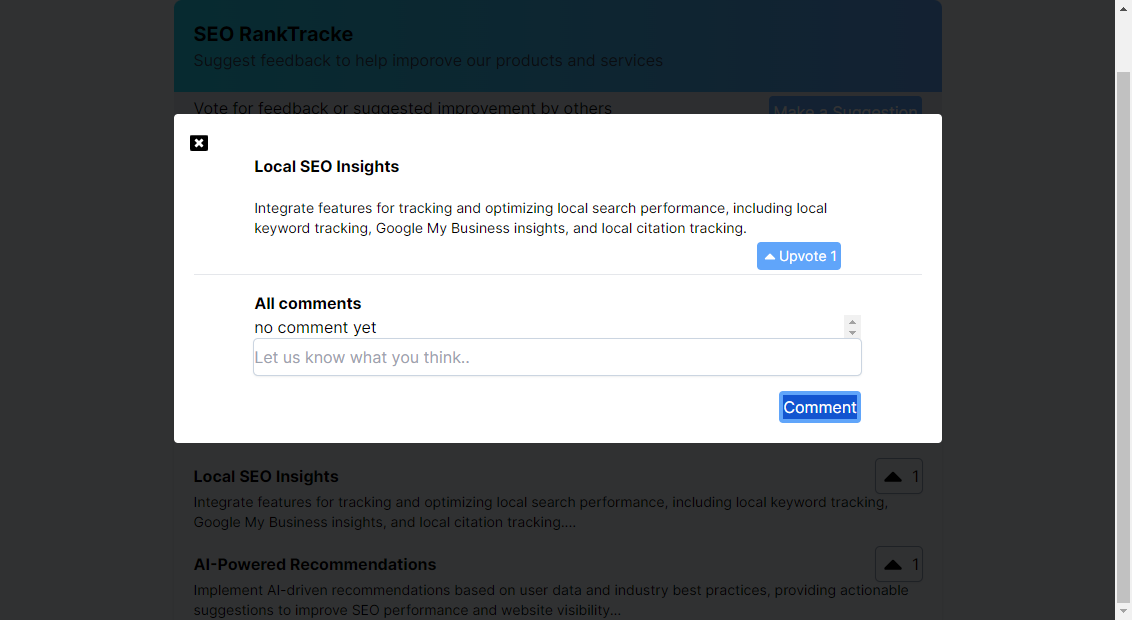 SEO RankTracke
Suggest feedback to help imporove our products and services
Vote for feedback or suggested improvement by others
Make a Suggestion
Local SEO Insights
Integrate features for tracking and optimizing local search performance, including local
keyword tracking, Google My Business insights, and local citation tracking.
Upvote 1
All comments
no comment yet
Let us know what you think..
Comment
Local SEO Insights
1
Integrate features for tracking and optimizing local search performance, including local keyword tracking,
Google My Business insights, and local citation tracking....
AI-Powered Recommendations
1
Implement AI-driven recommendations based on user data and industry best practices, providing actionable
suggestions to improve SEO performance and website visibility...